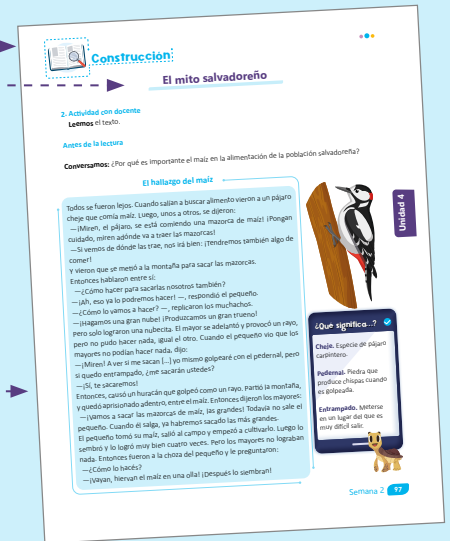 Construcción
El mito salvadoreño
2. Actividad con docente
Leemos el texto.
Antes de la lectura
Conversamos: ¿Por qué es importante el maíz en la alimentación de la población salvadoreña?
El hallazgo del maíz
Todos se fueron lejos. Cuando salían a buscar alimento vieron a un pájaro
cheje que comía maíz. Luego, unos a otros, se dijeron:
—¡Miren, el pájaro, se está comiendo una mazorca de maíz! ¡Pongan
cuidado, miren adónde va a traer las mazorcas!
—Si vemos de dónde las trae, nos irá bien: ¡Tendremos también algo de
comer!
Y vieron que se metió a la montaña para sacar las mazorcas.
Entonces hablaron entre sí:
—¿Cómo hacer para sacarlas nosotros también?
—¡Ah, eso ya lo podremos hacer! —, respondió el pequeño.
—¿Cómo lo vamos a hacer? —, replicaron los muchachos.
—¡Hagamos una gran nube! ¡Produzcamos un gran trueno!
Pero solo lograron una nubecita. El mayor se adelantó y provocó un rayo,
pero no pudo hacer nada, igual el otro. Cuando el pequeño vio que los
mayores no podían hacer nada, dijo:
—¡Miren! A ver si me sacan [...] yo mismo golpearé con el pedernal, pero
si quedo entrampado, ¿me sacarán ustedes?
—¡Sí, te sacaremos!
Entonces, causó un huracán que golpeó como un rayo. Partió la montaña,
y quedó aprisionado adentro, entre el maíz. Entonces dijeron los mayores:
—¡Vamos a sacar las mazorcas de maíz, las grandes! Todavía no sale el
pequeño. Cuando él salga, ya habremos sacado las más grandes.
El pequeño tomó su maíz, salió al campo y empezó a cultivarlo. Luego lo
sembró y lo logró muy bien cuatro veces. Pero los mayores no lograban
nada. Entonces fueron a la choza del pequeño y le preguntaron:
—¿Cómo lo hacés?
—¡Vayan, hiervan el maíz en una olla! ¡Después lo siembran!
Unidad 4
¿Qué significa...?
Cheje. Especie de pájaro
carpintero.
Pedernal. Piedra que
produce chispas cuando
es golpeada.
Entrampado. Meterse
en un lugar del que es
muy difícil salir.
Semana 2 97